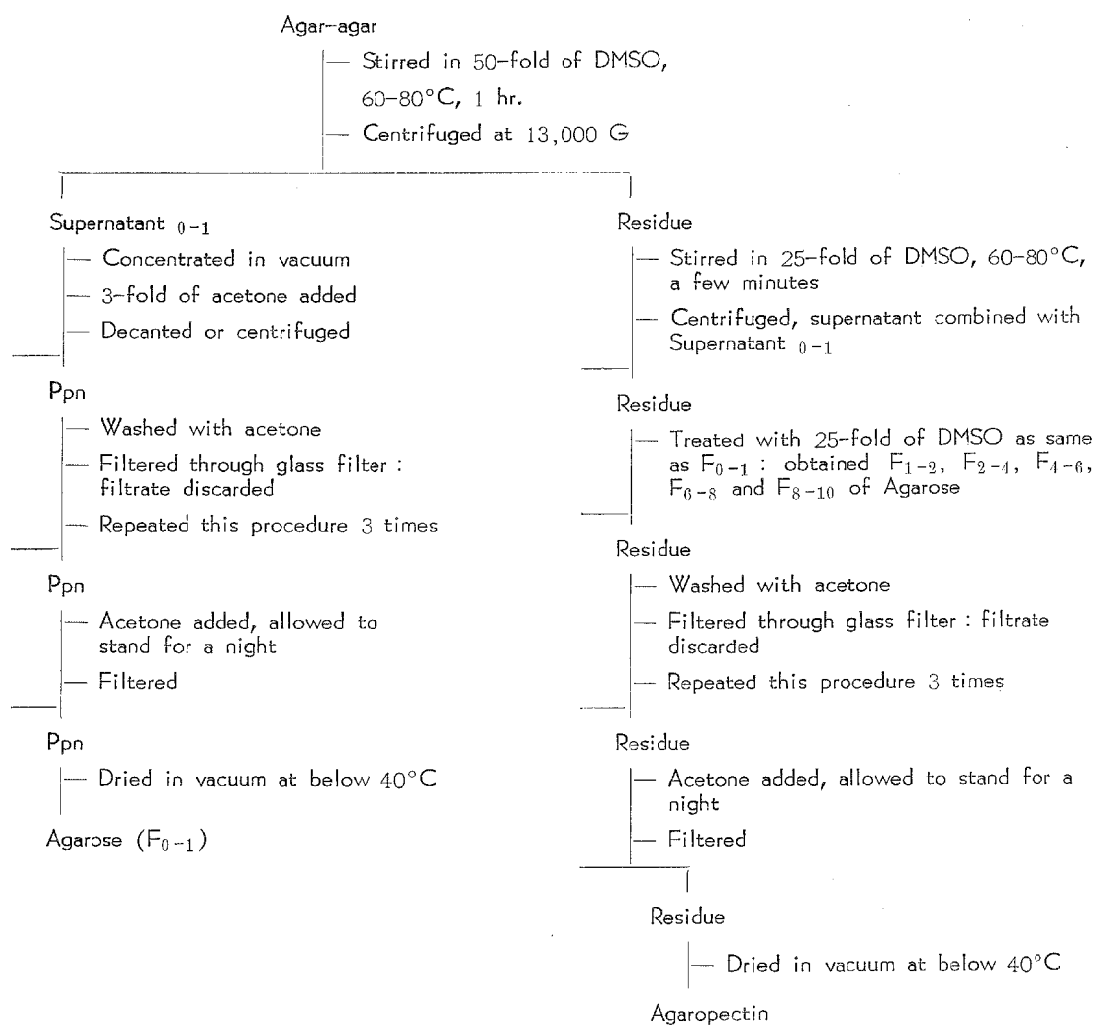 Agar-agar
— Stirred in 50-fold of DMSO,
60-80°C, 1 hr.
— Centrifuged at 13,000 G
Supernatant 0-1
— Concentrated in vacuum
— 3-fold of acetone added
— Decanted or centrifuged
Ppn
— Washed with acetone
— Filtered through glass filter :
filtrate discarded
— Repeated this procedure 3 times
Ppn
— Acetone added, allowed to
stand for a night
— Filtered
Ppn
— Dried in vacuum at below 40°C
Agarose (F0-1)
Residue
— Stirred in 25-fold of DMSO, 60-80°C,
a few minutes
— Centrifuged, supernatant combined with
Supernatant 0-1
Residue
— Treated with 25-fold of DMSO as same
as F0-1 : obtained F1-2, F2-4, F4-6,
F6-8 and F8-10 of Agarose
Residue
— Washed with acetone
— Filtered through glass filter : filtrate
discarded
— Repeated this procedure 3 times
Residue
— Acetone added, allowed to stand for a
night
— Filtered
Residue
— Dried in vacuum at below 40°C
Agaropectin